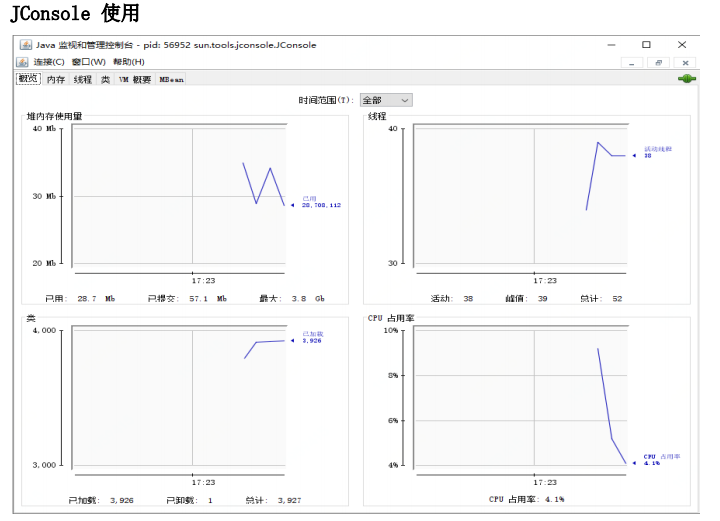 JConsole 使用
Java 监视和管理控制台 - pid: 56952 sun.tools.jconsole.JConsole
连接(C) 窗口(W) 帮助(H)
概览 内存 线程 类 VM 概要 MBean
时间范围(T): 全部
堆内存使用量
40 Mb
30 Mb
20 Mb
已用
28,708,112
17:23
已用: 28.7 Mb 已提交: 57.1 Mb 最大: 3.8 Gb
线程
40
30
活动线程
38
17:23
活动: 38 峰值: 39 总计: 52
类
4,000
3,000
已加载
3,926
17:23
已加载: 3,926 已卸载: 1 总计: 3,927
CPU 占用率
10%
8%
6%
4%
CPU 占用率
4.1%
17:23
CPU 占用率: 4.1%